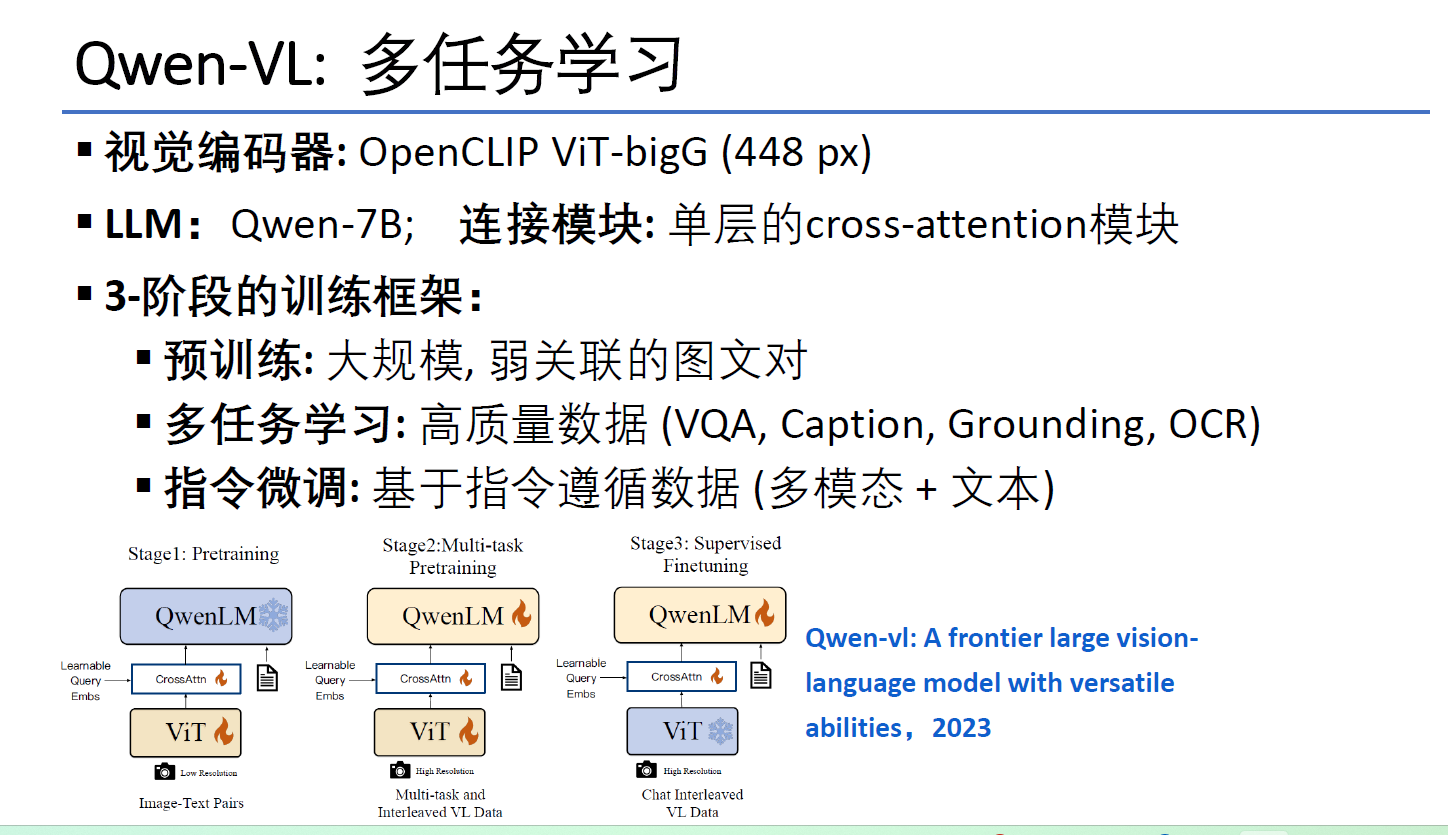 Qwen-VL: 多任务学习
▪ 视觉编码器: OpenCLIP ViT-bigG (448 px)
▪ LLM：Qwen-7B; 连接模块: 单层的cross-attention模块
▪ 3-阶段的训练框架：
▪ 预训练: 大规模, 弱关联的图文对
▪ 多任务学习: 高质量数据 (VQA, Caption, Grounding, OCR)
▪ 指令微调: 基于指令遵循数据 (多模态 + 文本)
Stage1: Pretraining
QwenLM
Learnable
Query
Embs
CrossAttn
ViT
Low Resolution
Image-Text Pairs
Stage2:Multi-task
Pretraining
QwenLM
Learnable
Query
Embs
CrossAttn
ViT
High Resolution
Multi-task and
Interleaved VL Data
Stage3: Supervised
Finetuning
QwenLM
Learnable
Query
Embs
CrossAttn
ViT
High Resolution
Chat Interleaved
VL Data
Qwen-vl: A frontier large vision-
language model with versatile
abilities，2023